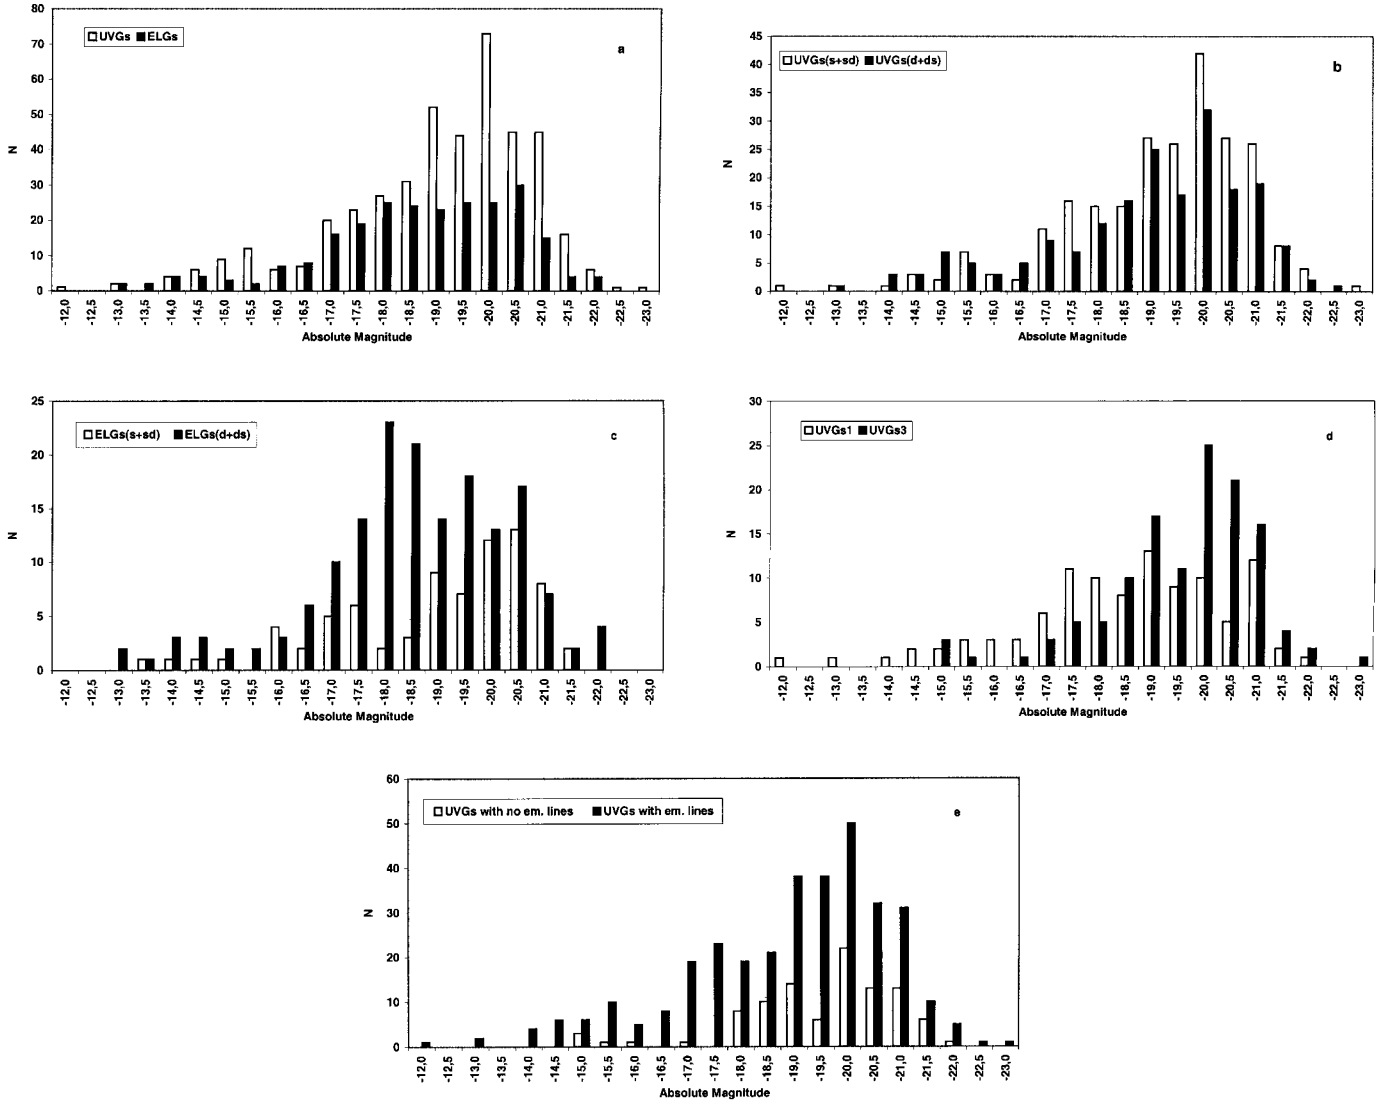 80
70
60
50
40
30
20
10
0
N
UVGs ELGs
a
-12,0 -12,5 -13,0 -13,5 -14,0 -14,5 -15,0 -15,5 -16,0 -16,5 -17,0 -17,5 -18,0 -18,5 -19,0 -19,5 -20,0 -20,5 -21,0 -21,5 -22,0 -22,5 -23,0
Absolute Magnitude
45
40
35
30
25
20
15
10
5
0
N
UVGs(s+sd) UVGs(d+ds)
b
-12,0 -12,5 -13,0 -13,5 -14,0 -14,5 -15,0 -15,5 -16,0 -16,5 -17,0 -17,5 -18,0 -18,5 -19,0 -19,5 -20,0 -20,5 -21,0 -21,5 -22,0 -22,5 -23,0
Absolute Magnitude
25
20
15
10
5
0
N
ELGs(s+sd) ELGs(d+ds)
c
-12,0 -12,5 -13,0 -13,5 -14,0 -14,5 -15,0 -15,5 -16,0 -16,5 -17,0 -17,5 -18,0 -18,5 -19,0 -19,5 -20,0 -20,5 -21,0 -21,5 -22,0 -22,5 -23,0
Absolute Magnitude
30
25
20
15
10
5
0
N
UVGs1 UVGs3
d
-12,0 -12,5 -13,0 -13,5 -14,0 -14,5 -15,0 -15,5 -16,0 -16,5 -17,0 -17,5 -18,0 -18,5 -19,0 -19,5 -20,0 -20,5 -21,0 -21,5 -22,0 -22,5 -23,0
Absolute Magnitude
60
50
40
30
20
10
0
N
UVGs with no em. lines UVGs with em. lines
e
-12,0 -12,5 -13,0 -13,5 -14,0 -14,5 -15,0 -15,5 -16,0 -16,5 -17,0 -17,5 -18,0 -18,5 -19,0 -19,5 -20,0 -20,5 -21,0 -21,5 -22,0 -22,5 -23,0
Absolute Magnitude